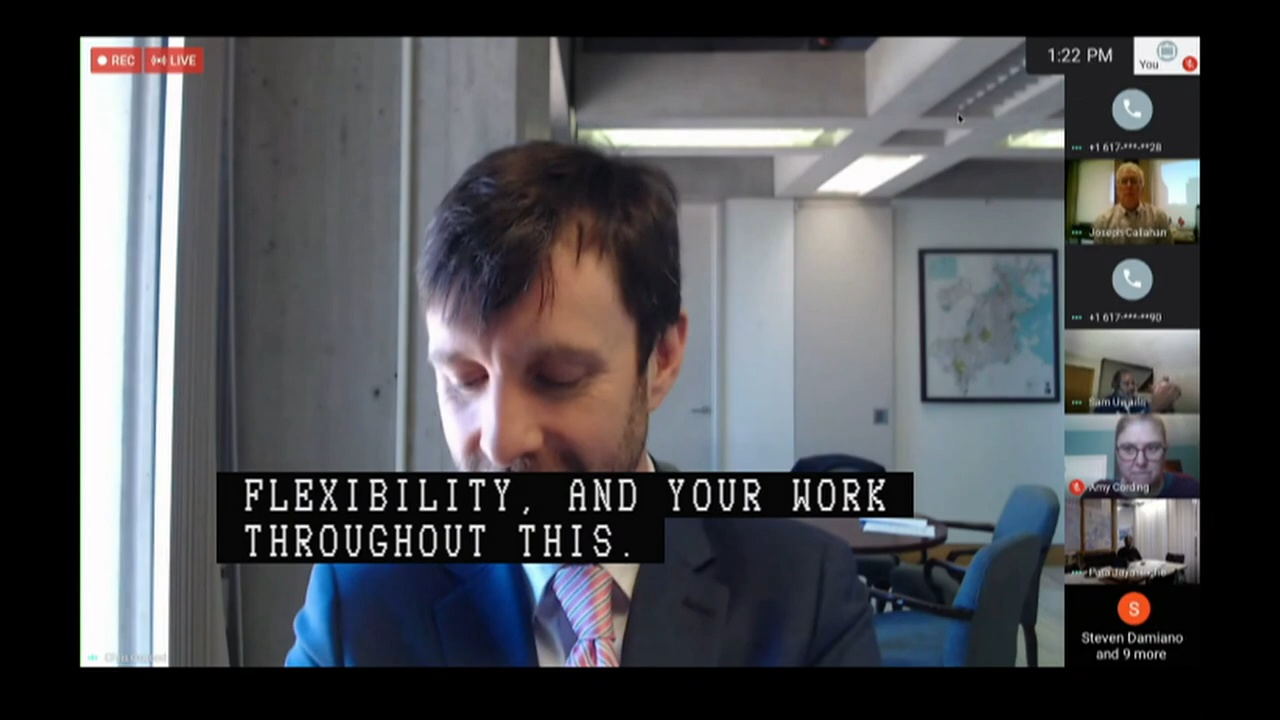 REC LIVE
1:22 PM
You
+1 617-***-**28
Joseph Callahan
+1 617-***-**90
Sam
Amy Cording
Steven Damiano
and 9 more
S
FLEXIBILITY, AND YOUR WORK
THROUGHOUT THIS.